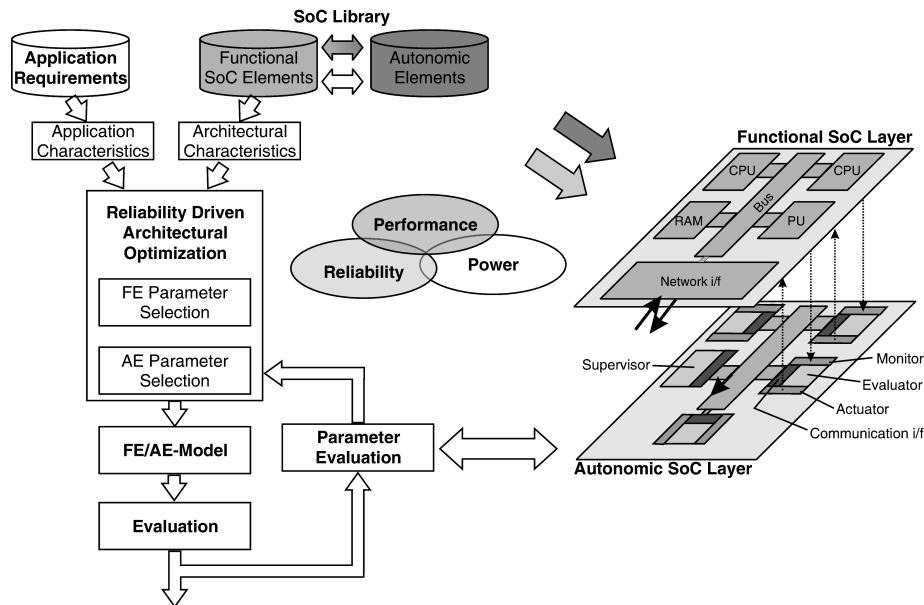 SoC Library
Application
Requirements
Functional
SoC Elements
Autonomic
Elements
Application
Characteristics
Architectural
Characteristics
Reliability Driven
Architectural
Optimization
FE Parameter
Selection
AE Parameter
Selection
FE/AE-Model
Evaluation
Parameter
Evaluation
Performance
Reliability
Power
Functional SoC Layer
CPU
CPU
Bus
RAM
PU
Network i/f
Supervisor
Monitor
Evaluator
Actuator
Communication i/f
Autonomic SoC Layer